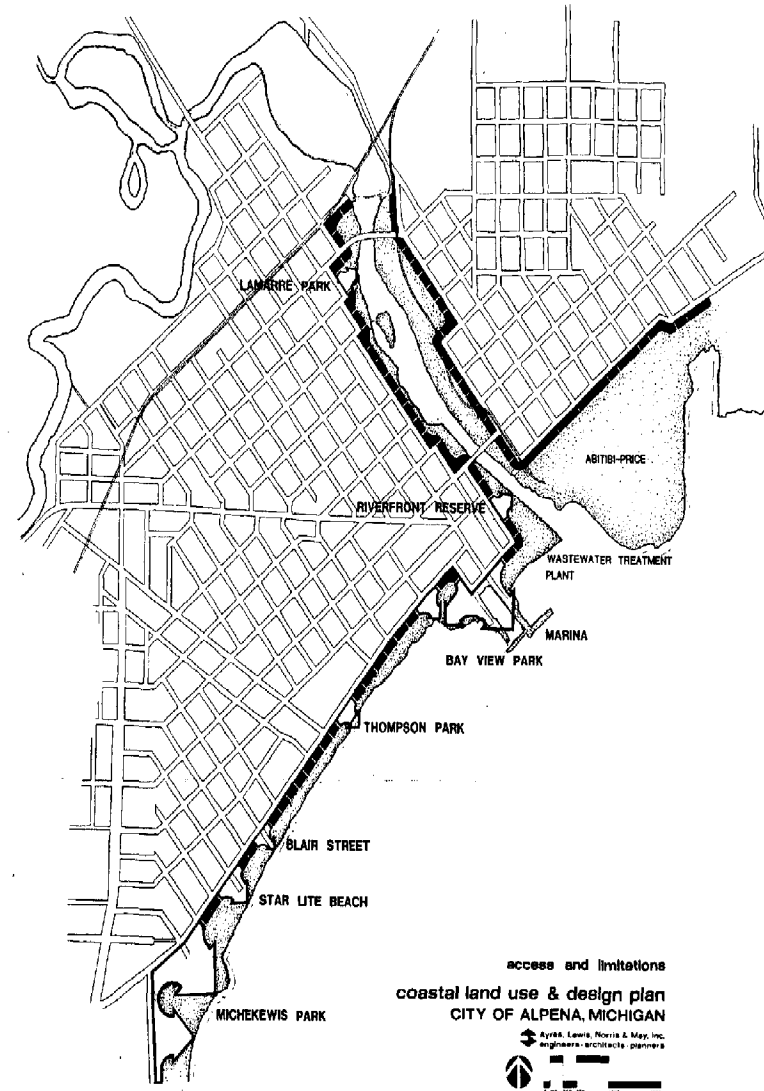 LAMARRE PARK
ABITIBI-PRICE
RIVERFRONT RESERVE
WASTEWATER TREATMENT
PLANT
MARINA
BAY VIEW PARK
THOMPSON PARK
BLAIR STREET
STAR LITE BEACH
MICHEKEWIS PARK
access and limitations
coastal land use & design plan
CITY OF ALPENA, MICHIGAN
Ayres, Lewis, Norris & May, Inc.
engineers-architects-planners